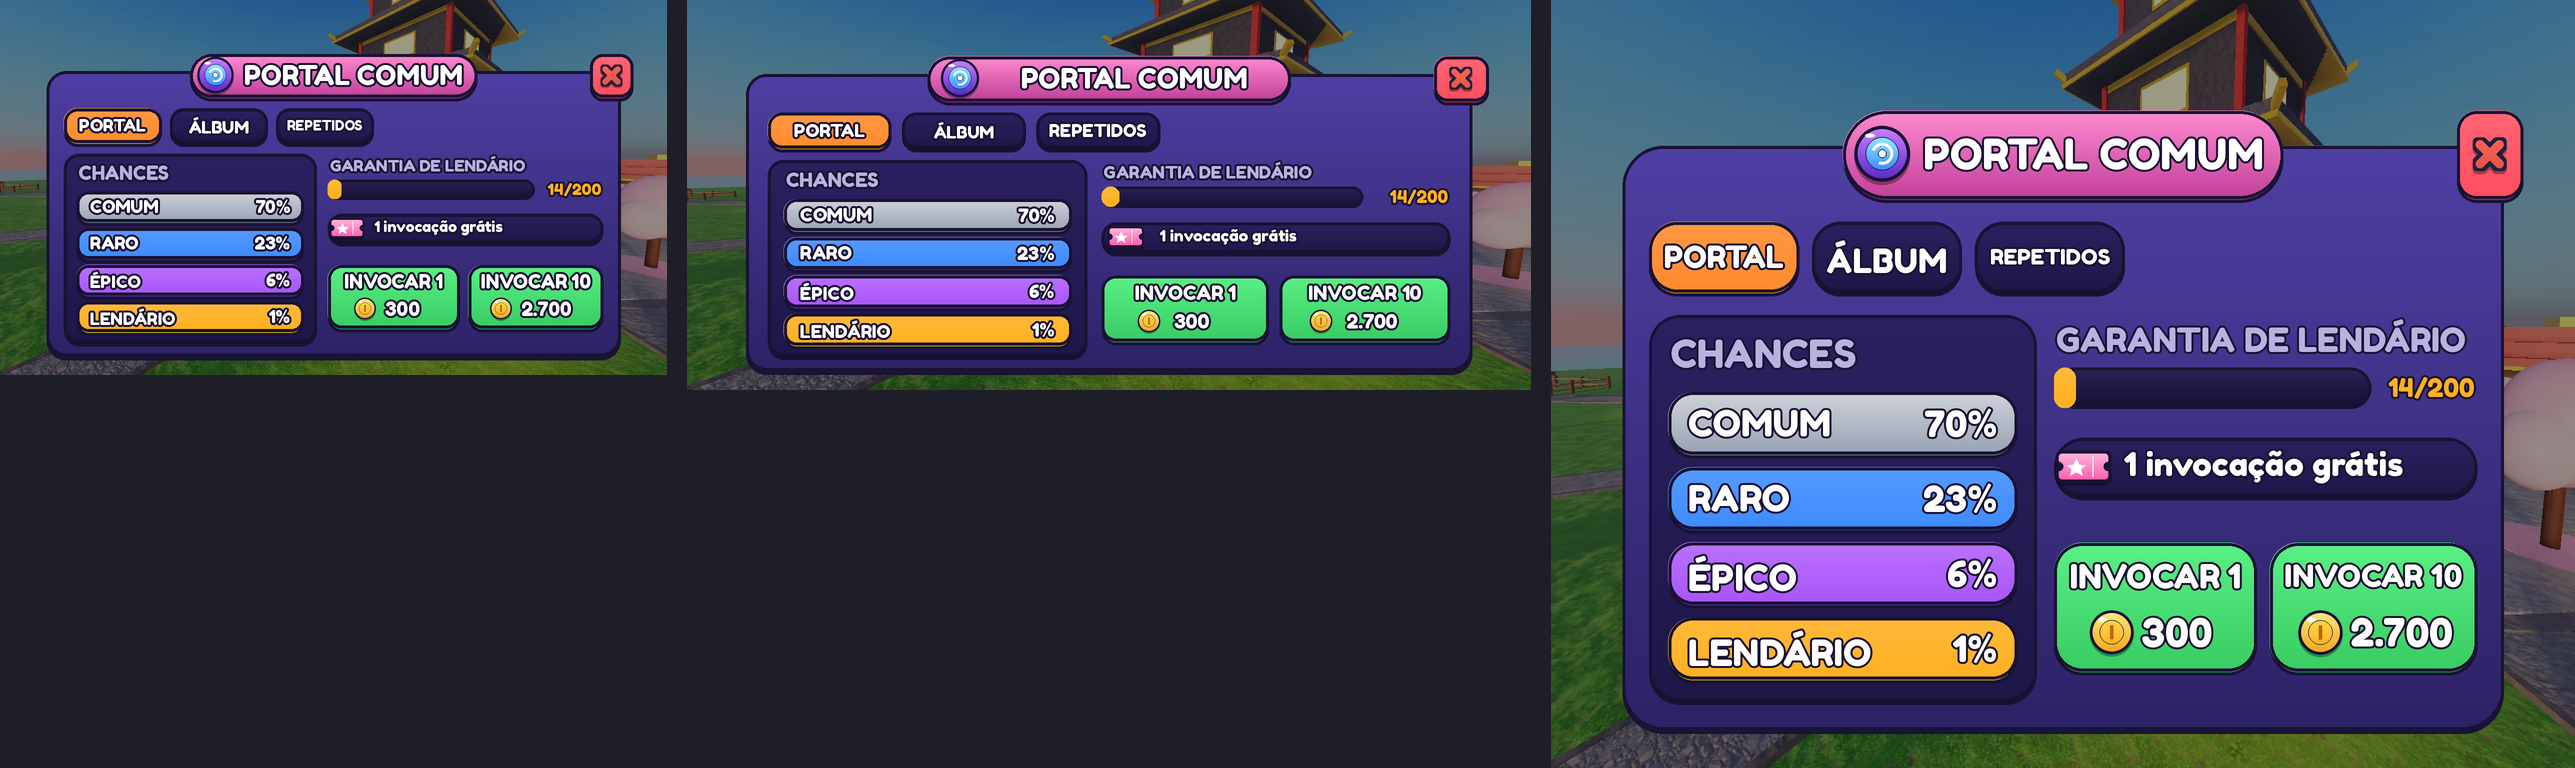 PORTAL COMUM
PORTAL
ÁLBUM
REPETIDOS
CHANCES
COMUM 70%
RARO 23%
ÉPICO 6%
LENDÁRIO 1%
GARANTIA DE LENDÁRIO
14/200
1 invocação grátis
INVOCAR 1
300
INVOCAR 10
2.700
PORTAL COMUM
PORTAL
ÁLBUM
REPETIDOS
CHANCES
COMUM 70%
RARO 23%
ÉPICO 6%
LENDÁRIO 1%
GARANTIA DE LENDÁRIO
14/200
1 invocação grátis
INVOCAR 1
300
INVOCAR 10
2.700
PORTAL COMUM
PORTAL
ÁLBUM
REPETIDOS
CHANCES
COMUM 70%
RARO 23%
ÉPICO 6%
LENDÁRIO 1%
GARANTIA DE LENDÁRIO
14/200
1 invocação grátis
INVOCAR 1
300
INVOCAR 10
2.700